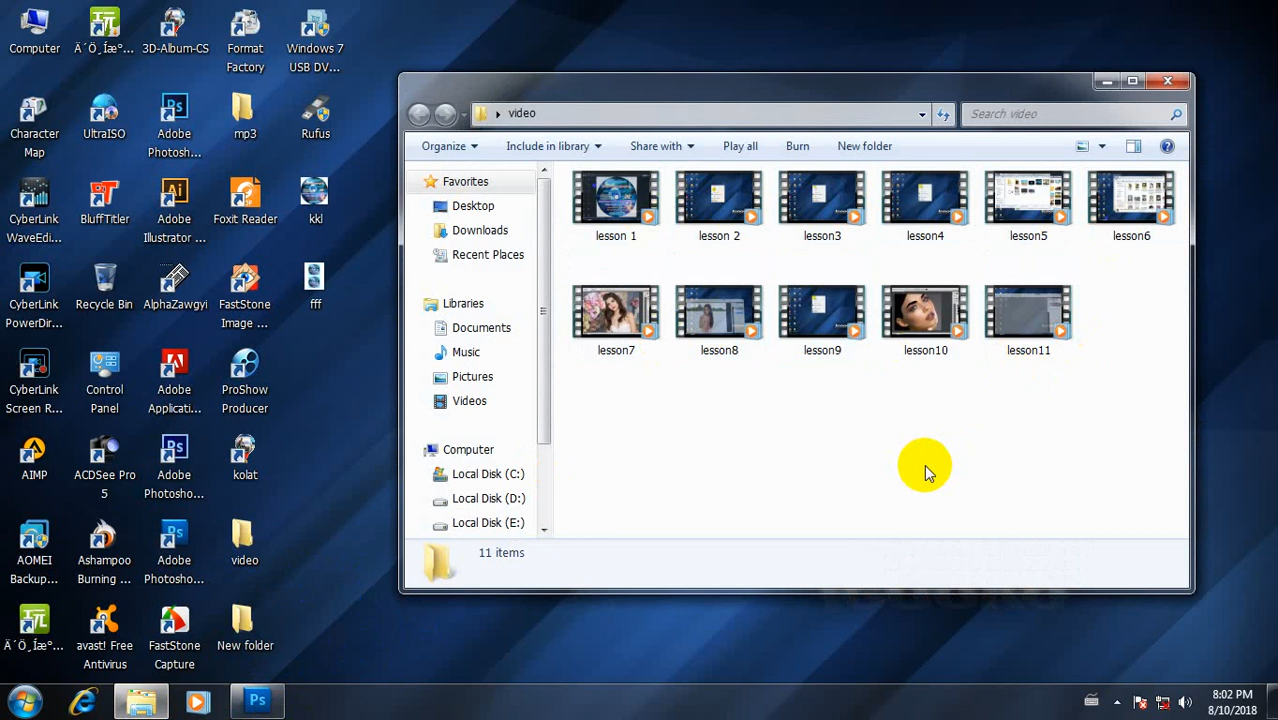 Computer
Ä´Ö¸Íæ°...
3D-Album-CS
Format
Factory
Windows 7
USB DV...
Character
Map
UltraISO
Adobe
Photosh...
mp3
Rufus
CyberLink
WaveEdi...
BluffTitler
Adobe
Illustrator ...
Foxit Reader
kkl
CyberLink
PowerDir...
Recycle Bin
AlphaZawgyi
FastStone
Image ...
fff
CyberLink
Screen R...
Control
Panel
Adobe
Applicati...
ProShow
Producer
AIMP
ACDSee Pro
5
Adobe
Photosho...
kolat
AOMEI
Backup...
Ashampoo
Burning ...
Adobe
Photosho...
video
avast! Free
Antivirus
FastStone
Capture
New folder
video
Search video
Organize
Include in library
Share with
Play all
Burn
New folder
Favorites
Desktop
Downloads
Recent Places
Libraries
Documents
Music
Pictures
Videos
Computer
Local Disk (C:)
Local Disk (D:)
Local Disk (E:)
lesson 1
lesson 2
lesson3
lesson4
lesson5
lesson6
lesson7
lesson8
lesson9
lesson10
lesson11
11 items
Ps
8:02 PM
8/10/2018